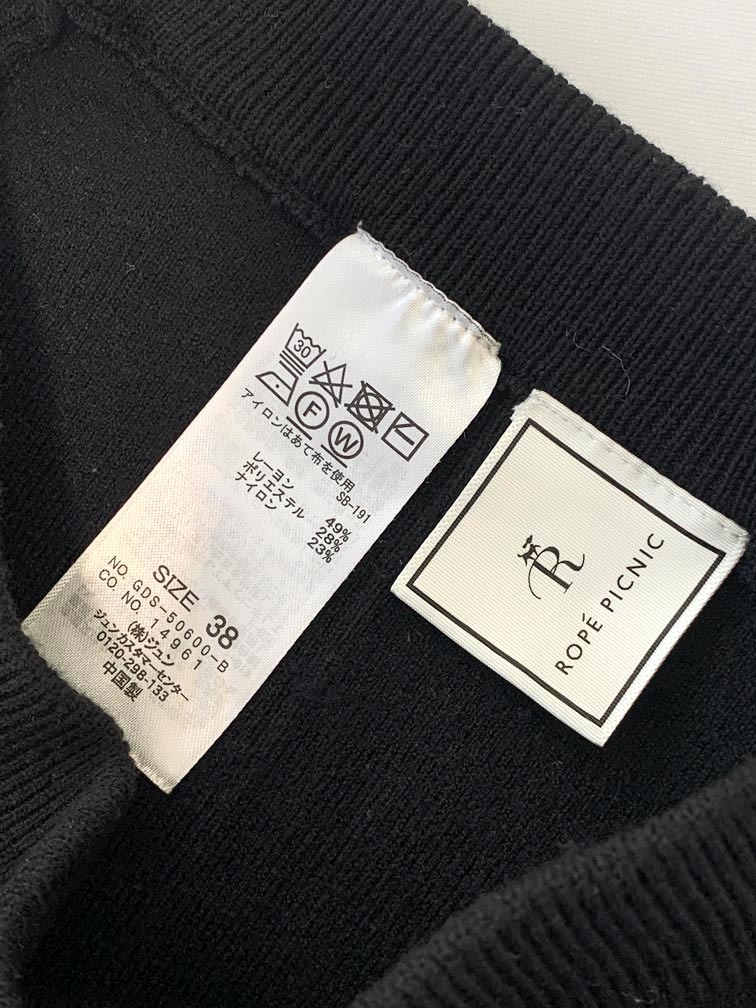 30
F W
アイロンはあて布を使用
SB-191
レーヨン 49%
ポリエステル 28%
ナイロン 23%
SIZE 38
NO. GDS-50600-B
CO. NO. 14961
(株)ジュン
ジュンカスタマーセンター
0120-298-133
中国製
R
ROPÉ PICNIC